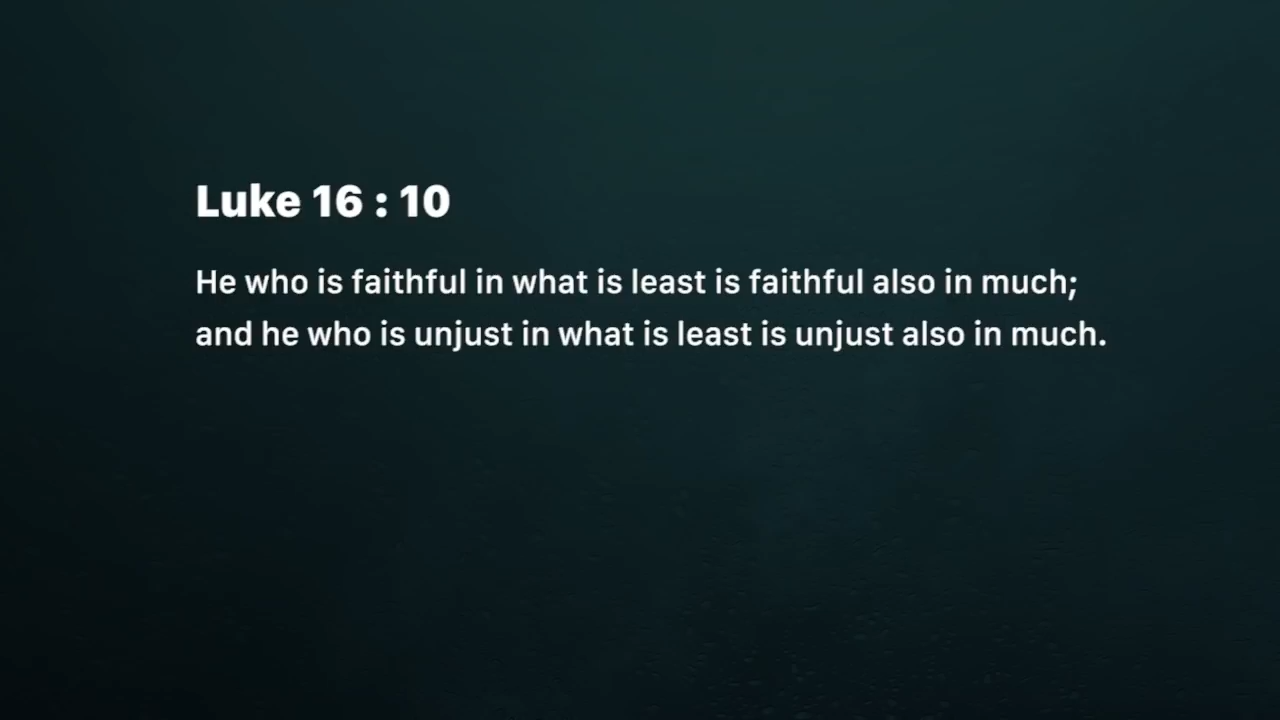 Luke 16 : 10
He who is faithful in what is least is faithful also in much;
and he who is unjust in what is least is unjust also in much.